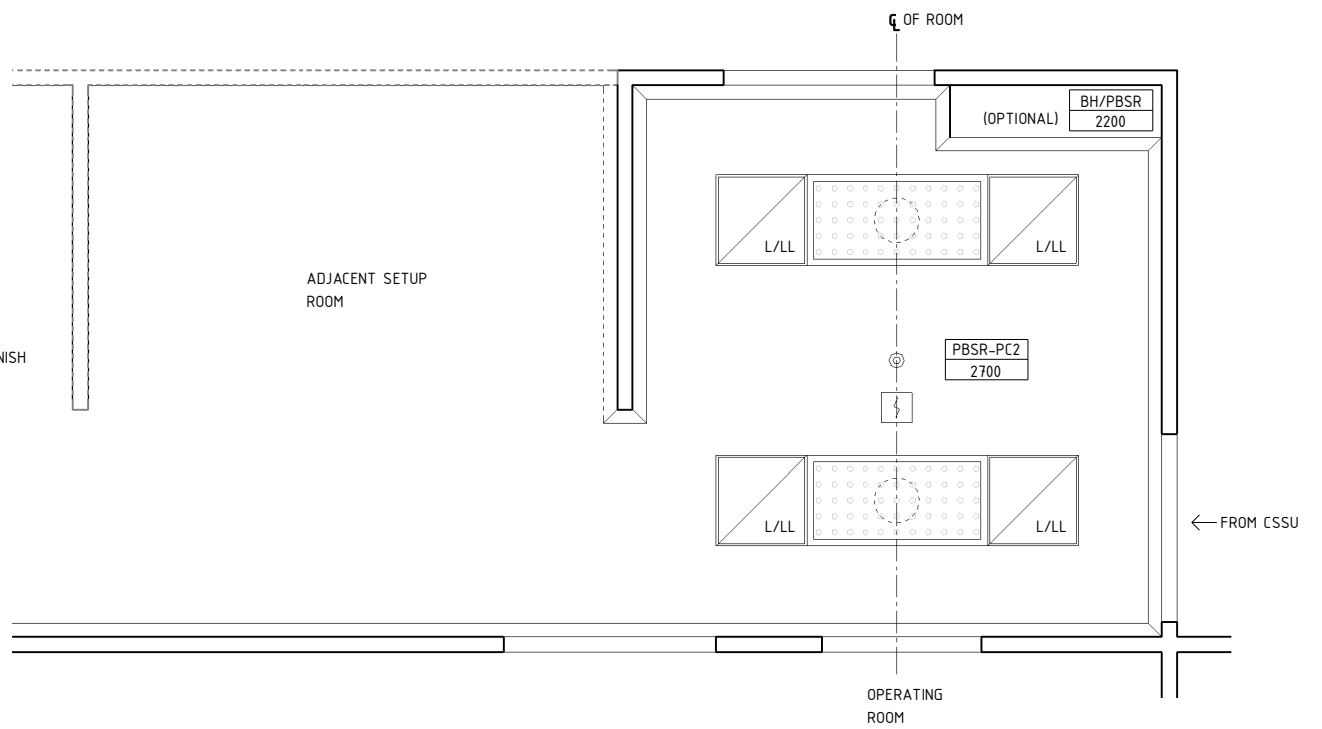 ℄ OF ROOM
BH/PBSR
(OPTIONAL)
2200
L/LL
L/LL
ADJACENT SETUP
ROOM
NISH
PBSR-PC2
2700
L/LL
L/LL
FROM CSSU
OPERATING
ROOM